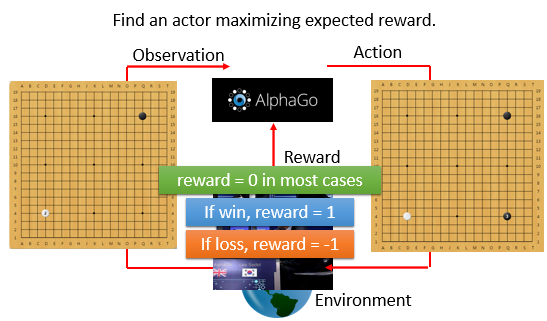 Find an actor maximizing expected reward.
Observation
Action
AlphaGo
Reward
reward = 0 in most cases
If win, reward = 1
If loss, reward = -1
Environment